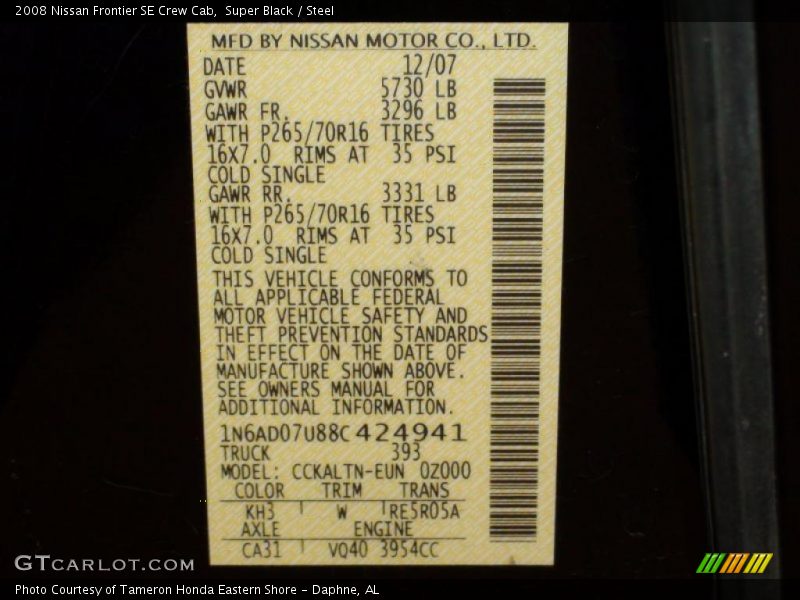 2008 Nissan Frontier SE Crew Cab,  Super Black / Steel
MFD BY NISSAN MOTOR CO., LTD.
DATE 12/07
GVWR 5730 LB
GAWR FR. 3296 LB
WITH P265/70R16 TIRES
16X7.0 RIMS AT 35 PSI
COLD SINGLE
GAWR RR. 3331 LB
WITH P265/70R16 TIRES
16X7.0 RIMS AT 35 PSI
COLD SINGLE
THIS VEHICLE CONFORMS TO
ALL APPLICABLE FEDERAL
MOTOR VEHICLE SAFETY AND
THEFT PREVENTION STANDARDS
IN EFFECT ON THE DATE OF
MANUFACTURE SHOWN ABOVE.
SEE OWNERS MANUAL FOR
ADDITIONAL INFORMATION.
1N6AD07U88C424941
TRUCK 393
MODEL: CCKALTN-EUN 0Z000
COLOR TRIM TRANS
KH3 W RE5R05A
AXLE ENGINE
CA31 VQ40 3954CC
GTCARLOT.COM
Photo Courtesy of Tameron Honda Eastern Shore - Daphne, AL